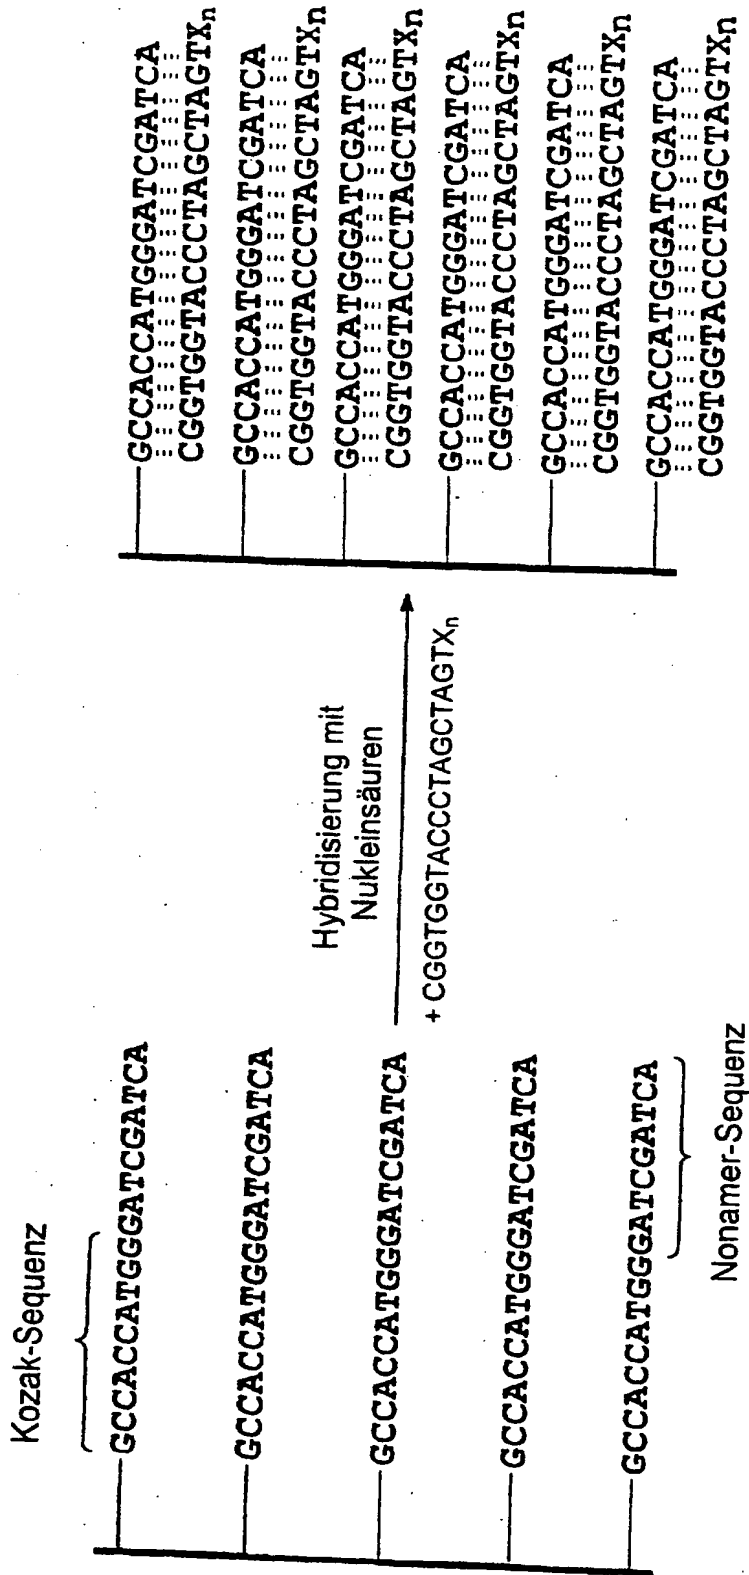 Kozak-Sequenz
GCCACCATGGGATCGATCA
GCCACCATGGGATCGATCA
GCCACCATGGGATCGATCA
GCCACCATGGGATCGATCA
GCCACCATGGGATCGATCA
Nonamer-Sequenz
Hybridisierung mit
Nukleinsäuren
+ CGGTGGTACCCTAGCTAGTXn
GCCACCATGGGATCGATCA
CGGTGGTACCCTAGCTAGTXn
GCCACCATGGGATCGATCA
CGGTGGTACCCTAGCTAGTXn
GCCACCATGGGATCGATCA
CGGTGGTACCCTAGCTAGTXn
GCCACCATGGGATCGATCA
CGGTGGTACCCTAGCTAGTXn
GCCACCATGGGATCGATCA
CGGTGGTACCCTAGCTAGTXn
GCCACCATGGGATCGATCA
CGGTGGTACCCTAGCTAGTXn